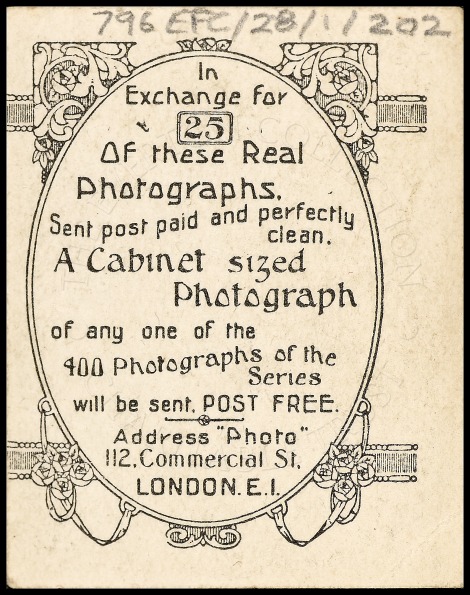 796 EFC/28/1/202
In
Exchange for
25
Of these Real
Photographs.
Sent post paid and perfectly
clean.
A Cabinet sized
Photograph
of any one of the
400 Photographs of the
Series
will be sent. POST FREE.
Address "Photo"
112, Commercial St.
LONDON. E.1.